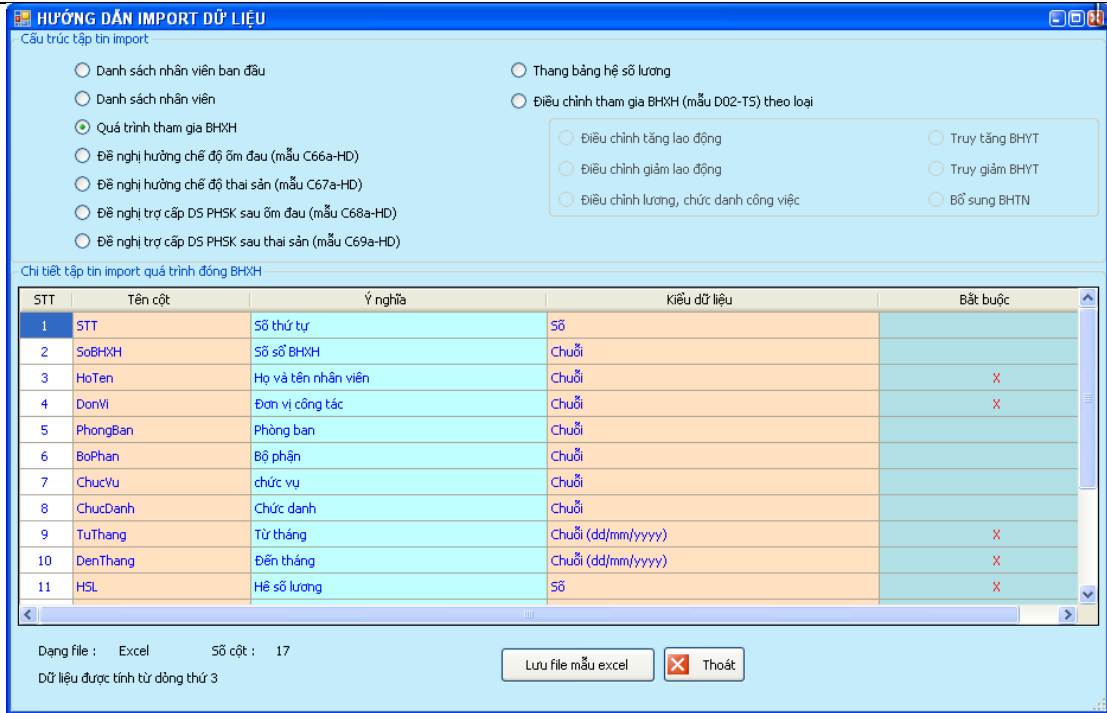 HƯỚNG DẪN IMPORT DỮ LIỆU
Cấu trúc tập tin import
Danh sách nhân viên ban đầu
Danh sách nhân viên
Quá trình tham gia BHXH
Đề nghị hưởng chế độ ốm đau (mẫu C66a-HD)
Đề nghị hưởng chế độ thai sản (mẫu C67a-HD)
Đề nghị trợ cấp DS PHSK sau ốm đau (mẫu C68a-HD)
Đề nghị trợ cấp DS PHSK sau thai sản (mẫu C69a-HD)
Thang bảng hệ số lương
Điều chỉnh tham gia BHXH (mẫu D02-TS) theo loại
Điều chỉnh tăng lao động Truy tăng BHYT
Điều chỉnh giảm lao động Truy giảm BHYT
Điều chỉnh lương, chức danh công việc Bổ sung BHTN
Chi tiết tập tin import quá trình đóng BHXH
STT Tên cột Ý nghĩa Kiểu dữ liệu Bắt buộc
1 STT Số thứ tự Số
2 SoBHXH Số sổ BHXH Chuỗi
3 HoTen Họ và tên nhân viên Chuỗi X
4 DonVi Đơn vị công tác Chuỗi X
5 PhongBan Phòng ban Chuỗi
6 BoPhan Bộ phận Chuỗi
7 ChucVu chức vụ Chuỗi
8 ChucDanh Chức danh Chuỗi
9 TuThang Từ tháng Chuỗi (dd/mm/yyyy) X
10 DenThang Đến tháng Chuỗi (dd/mm/yyyy) X
11 HSL Hệ số lương Số X
Dạng file : Excel Số cột : 17
Dữ liệu được tính từ dòng thứ 3
Lưu file mẫu excel
Thoát